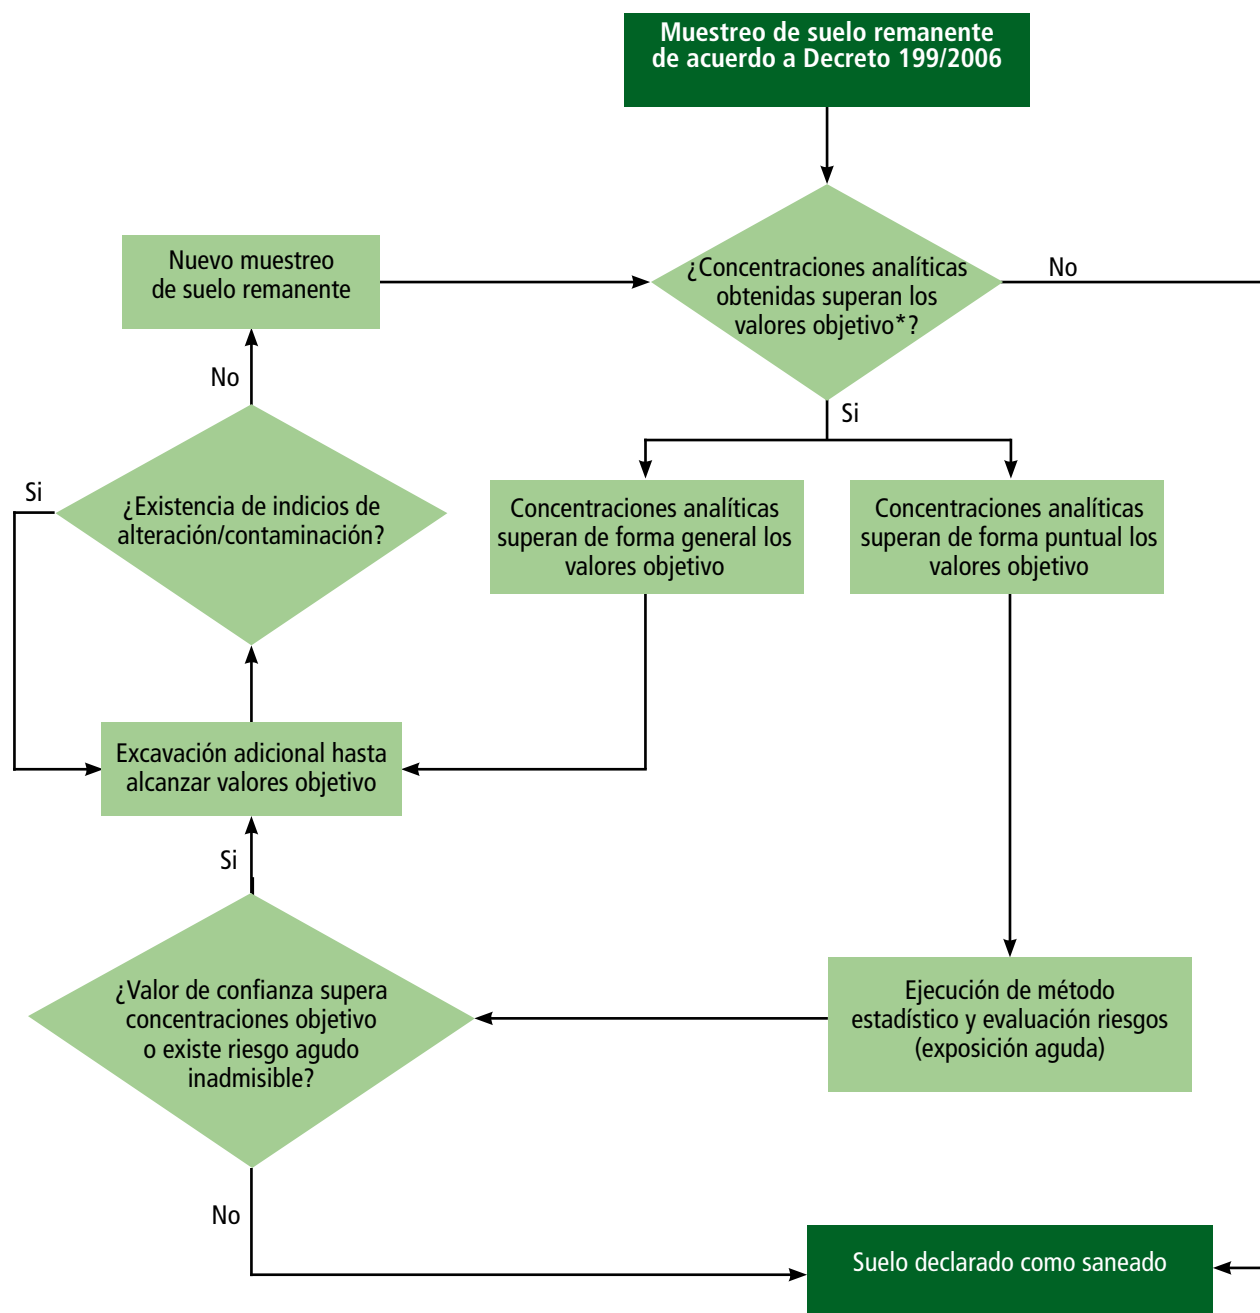 Muestreo de suelo remanente
de acuerdo a Decreto 199/2006
Nuevo muestreo
de suelo remanente
¿Concentraciones analíticas
obtenidas superan los
valores objetivo*?
No
No
Si
Si
¿Existencia de indicios de
alteración/contaminación?
Concentraciones analíticas
superan de forma general los
valores objetivo
Concentraciones analíticas
superan de forma puntual los
valores objetivo
Excavación adicional hasta
alcanzar valores objetivo
Si
¿Valor de confianza supera
concentraciones objetivo
o existe riesgo agudo
inadmisible?
Ejecución de método
estadístico y evaluación riesgos
(exposición aguda)
No
Suelo declarado como saneado